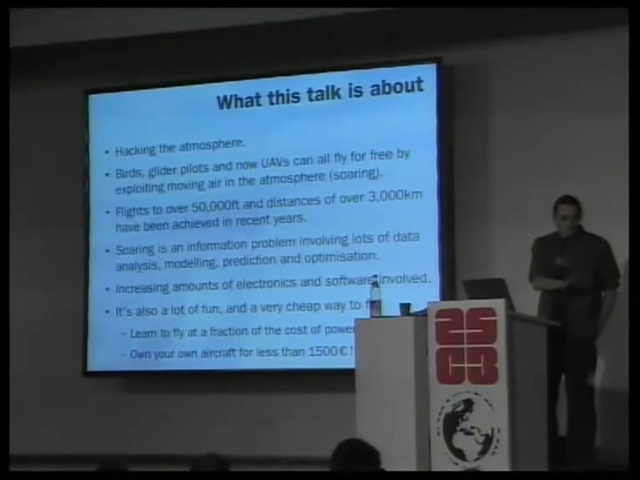 What this talk is about
• Hacking the atmosphere.
• Birds, glider pilots and now UAVs can all fly for free by
exploiting moving air in the atmosphere (soaring).
• Flights to over 50,000ft and distances of over 3,000km
have been achieved in recent years.
• Soaring is an information problem involving lots of data
analysis, modelling, prediction and optimisation.
• Increasing amounts of electronics and software involved.
• It's also a lot of fun, and a very cheap way to
– Learn to fly at a fraction of the cost of power
– Own your own aircraft for less than 1500€!
25
C3